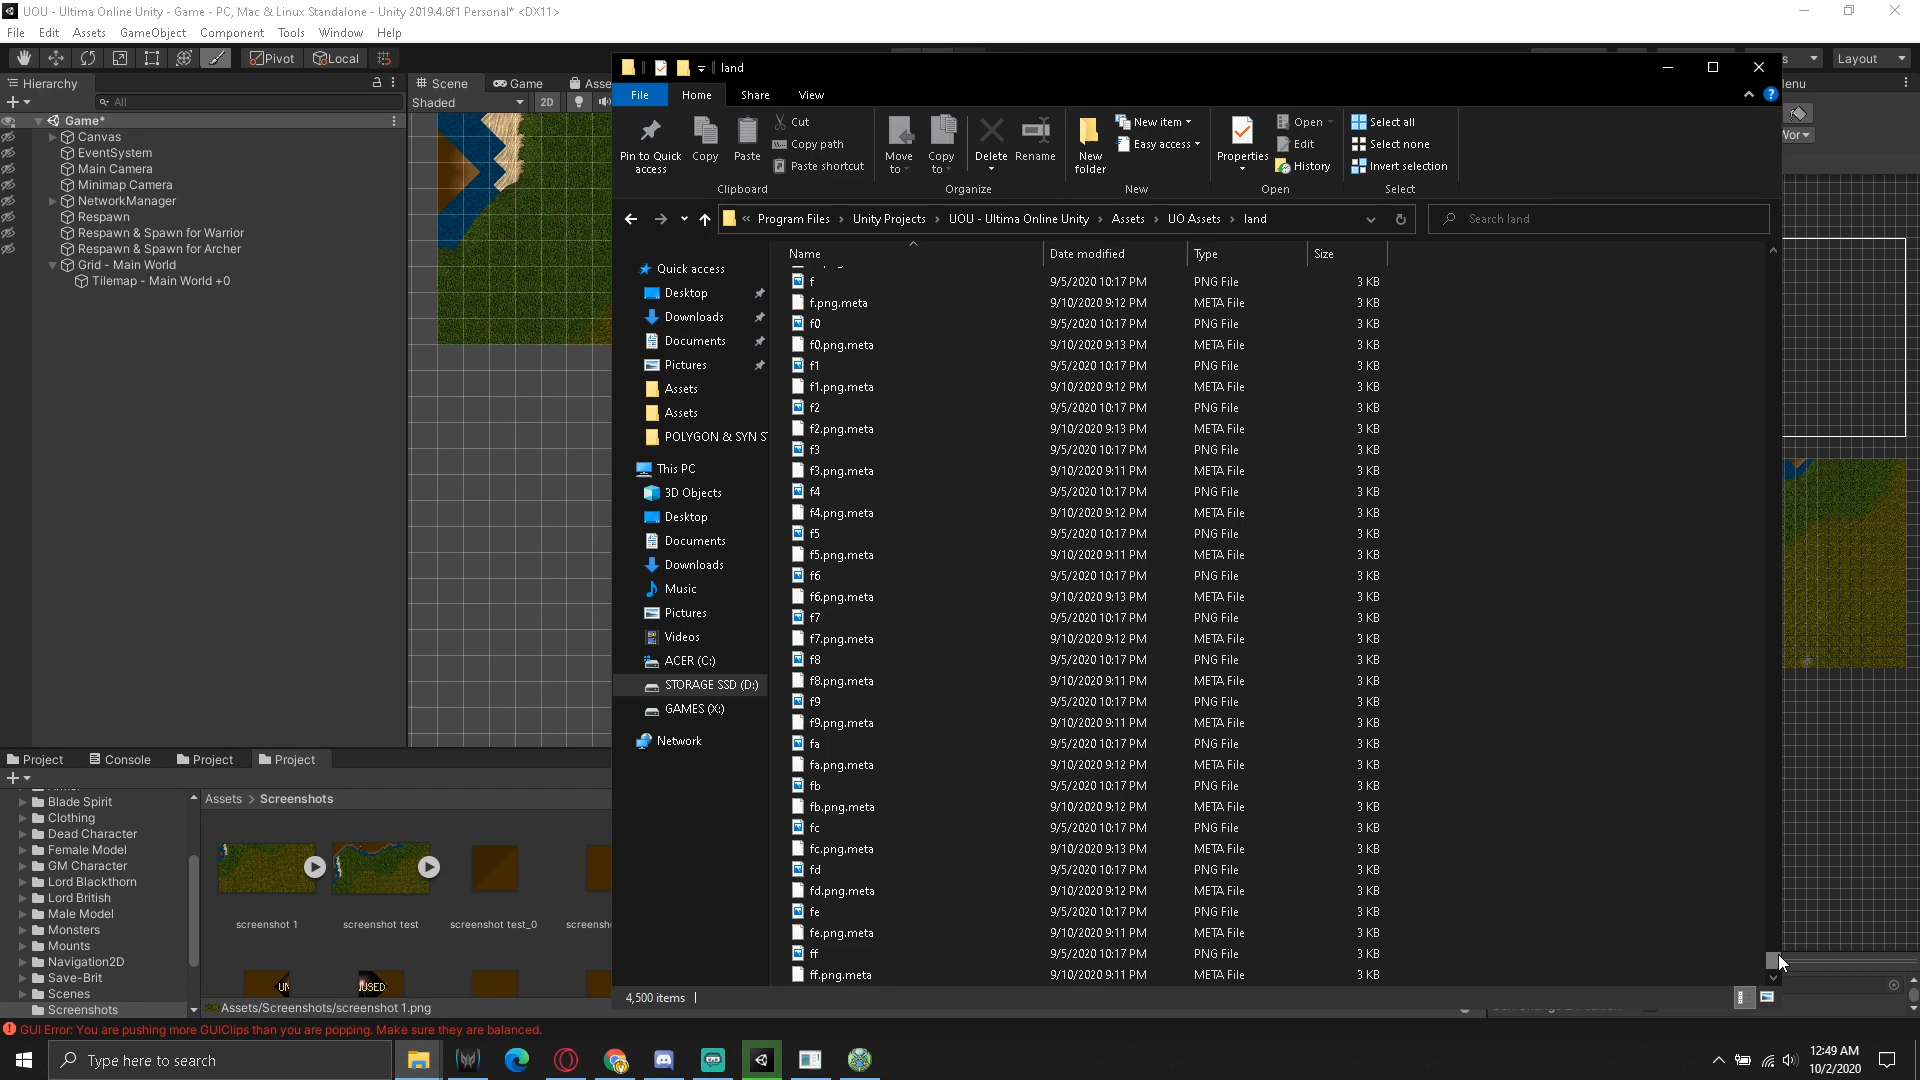 UOU - Ultima Online Unity - Game - PC, Mac & Linux Standalone - Unity 2019.4.8f1 Personal* <DX11>
File Edit Assets GameObject Component Tools Window Help
Pivot Local Layout
Hierarchy
Scene Game Asse
All
Shaded 2D
Game*
Canvas
EventSystem
Main Camera
Minimap Camera
NetworkManager
Respawn
Respawn & Spawn for Warrior
Respawn & Spawn for Archer
Grid - Main World
Tilemap - Main World +0
land
File Home Share View
Pin to Quick access
Copy
Paste
Cut
Copy path
Paste shortcut
Clipboard
Move to
Copy to
Delete
Rename
Organize
New folder
New item
Easy access
New
Properties
Open
Edit
History
Open
Select all
Select none
Invert selection
Select
« Program Files > Unity Projects > UOU - Ultima Online Unity > Assets > UO Assets > land
Search land
Quick access
Desktop
Downloads
Documents
Pictures
Assets
Assets
POLYGON & SYN S
This PC
3D Objects
Desktop
Documents
Downloads
Music
Pictures
Videos
ACER (C:)
STORAGE SSD (D:)
GAMES (X:)
Network
Name Date modified Type Size
f 9/5/2020 10:17 PM PNG File 3 KB
f.png.meta 9/10/2020 9:12 PM META File 3 KB
f0 9/5/2020 10:17 PM PNG File 3 KB
f0.png.meta 9/10/2020 9:13 PM META File 3 KB
f1 9/5/2020 10:17 PM PNG File 3 KB
f1.png.meta 9/10/2020 9:12 PM META File 3 KB
f2 9/5/2020 10:17 PM PNG File 3 KB
f2.png.meta 9/10/2020 9:13 PM META File 3 KB
f3 9/5/2020 10:17 PM PNG File 3 KB
f3.png.meta 9/10/2020 9:11 PM META File 3 KB
f4 9/5/2020 10:17 PM PNG File 3 KB
f4.png.meta 9/10/2020 9:12 PM META File 3 KB
f5 9/5/2020 10:17 PM PNG File 3 KB
f5.png.meta 9/10/2020 9:11 PM META File 3 KB
f6 9/5/2020 10:17 PM PNG File 3 KB
f6.png.meta 9/10/2020 9:13 PM META File 3 KB
f7 9/5/2020 10:17 PM PNG File 3 KB
f7.png.meta 9/10/2020 9:12 PM META File 3 KB
f8 9/5/2020 10:17 PM PNG File 3 KB
f8.png.meta 9/10/2020 9:11 PM META File 3 KB
f9 9/5/2020 10:17 PM PNG File 3 KB
f9.png.meta 9/10/2020 9:11 PM META File 3 KB
fa 9/5/2020 10:17 PM PNG File 3 KB
fa.png.meta 9/10/2020 9:12 PM META File 3 KB
fb 9/5/2020 10:17 PM PNG File 3 KB
fb.png.meta 9/10/2020 9:12 PM META File 3 KB
fc 9/5/2020 10:17 PM PNG File 3 KB
fc.png.meta 9/10/2020 9:13 PM META File 3 KB
fd 9/5/2020 10:17 PM PNG File 3 KB
fd.png.meta 9/10/2020 9:12 PM META File 3 KB
fe 9/5/2020 10:17 PM PNG File 3 KB
fe.png.meta 9/10/2020 9:11 PM META File 3 KB
ff 9/5/2020 10:17 PM PNG File 3 KB
ff.png.meta 9/10/2020 9:11 PM META File 3 KB
4,500 items
Project Console Project Project
Blade Spirit
Clothing
Dead Character
Female Model
GM Character
Lord Blackthorn
Lord British
Male Model
Monsters
Mounts
Navigation2D
Save-Brit
Scenes
Screenshots
Assets > Screenshots
screenshot 1 screenshot test screenshot test_0 screensh
UN USED
Assets/Screenshots/screenshot 1.png
GUI Error: You are pushing more GUIClips than you are popping. Make sure they are balanced.
Type here to search
12:49 AM
10/2/2020